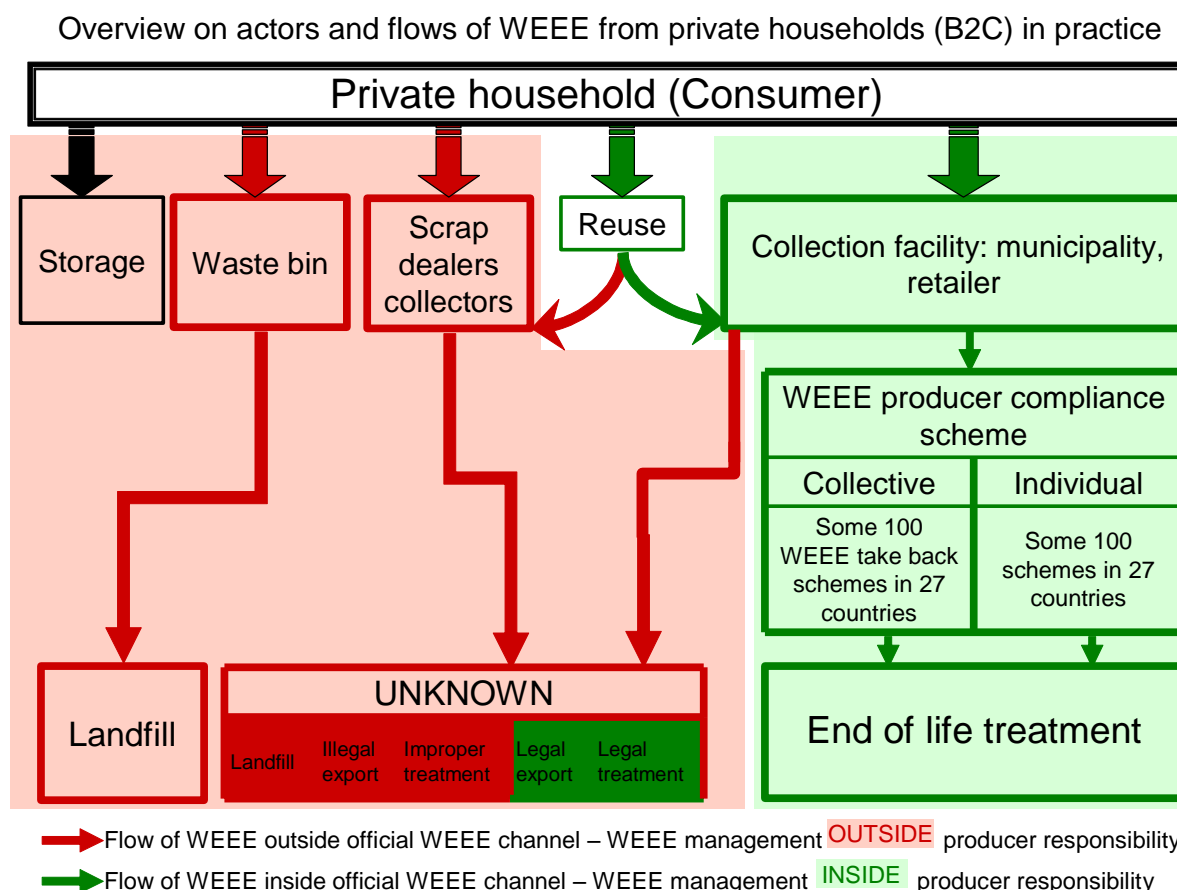 Overview on actors and flows of WEEE from private households (B2C) in practice
Private household (Consumer)
Storage
Waste bin
Scrap
dealers
collectors
Reuse
Collection facility: municipality,
retailer
WEEE producer compliance
scheme
Collective
Individual
Some 100
WEEE take back
schemes in 27
countries
Some 100
schemes in 27
countries
Landfill
UNKNOWN
Landfill
Illegal
export
Improper
treatment
Legal
export
Legal
treatment
End of life treatment
Flow of WEEE outside official WEEE channel – WEEE management OUTSIDE producer responsibility
Flow of WEEE inside official WEEE channel – WEEE management INSIDE producer responsibility